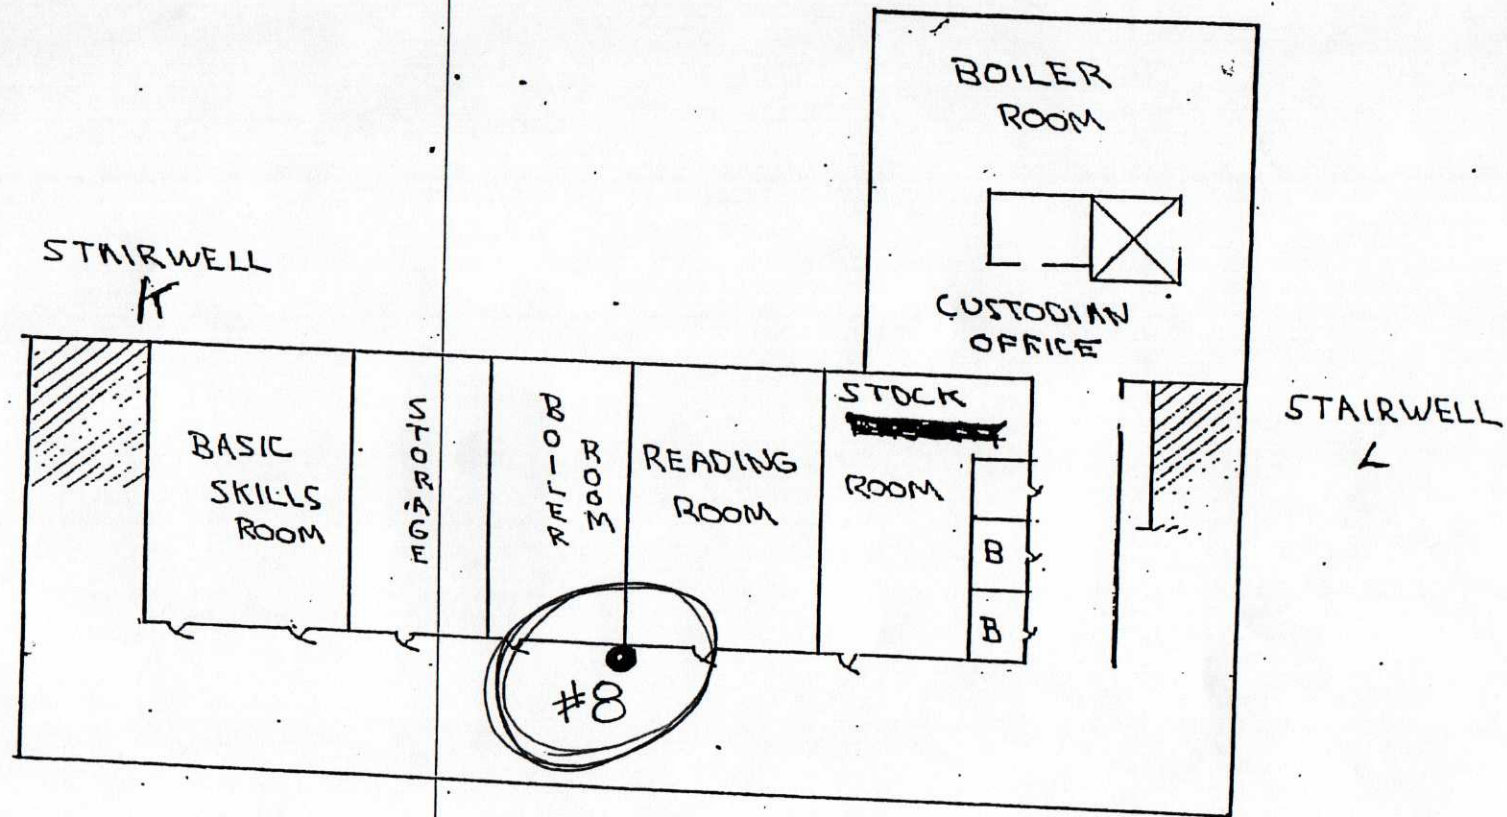 BOILER
ROOM
CUSTODIAN
OFFICE
STAIRWELL
K
BASIC
SKILLS
ROOM
STORAGE
BOILER
ROOM
READING
ROOM
STOCK
ROOM
B
B
STAIRWELL
L
#8